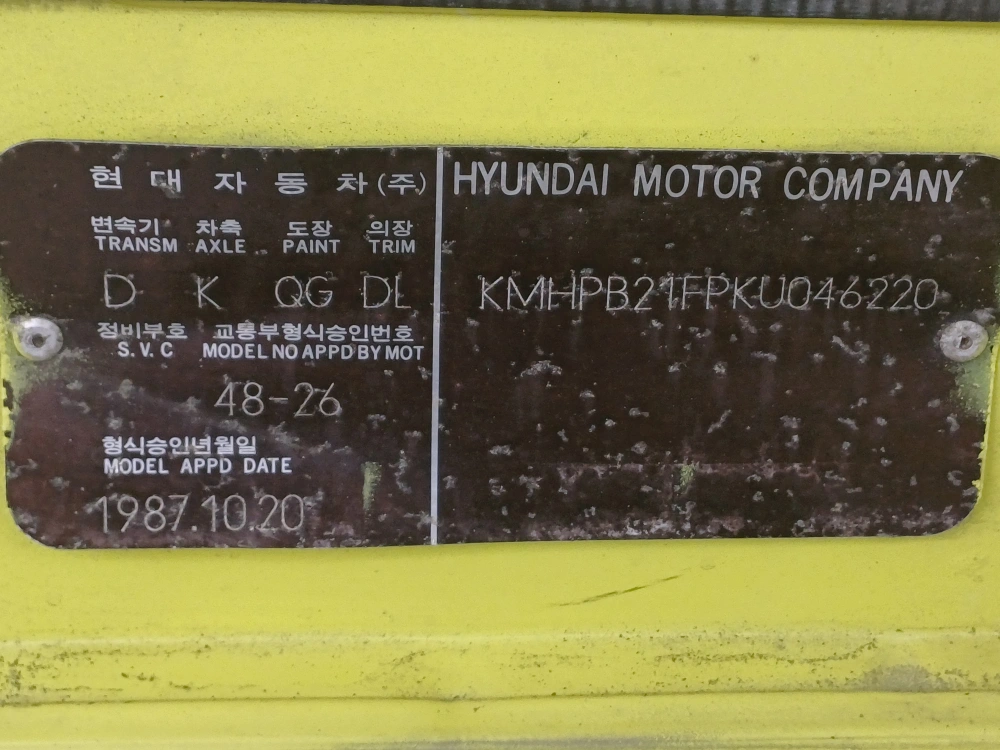 현대자동차(주)
변속기 차축 도장 의장
TRANSM AXLE PAINT TRIM
D K QG DL
정비부호 교통부형식승인번호
S.V.C MODEL NO APPD BY MOT
48-26
형식승인년월일
MODEL APPD DATE
1987.10.20
HYUNDAI MOTOR COMPANY
KMHPB21FPKU046220